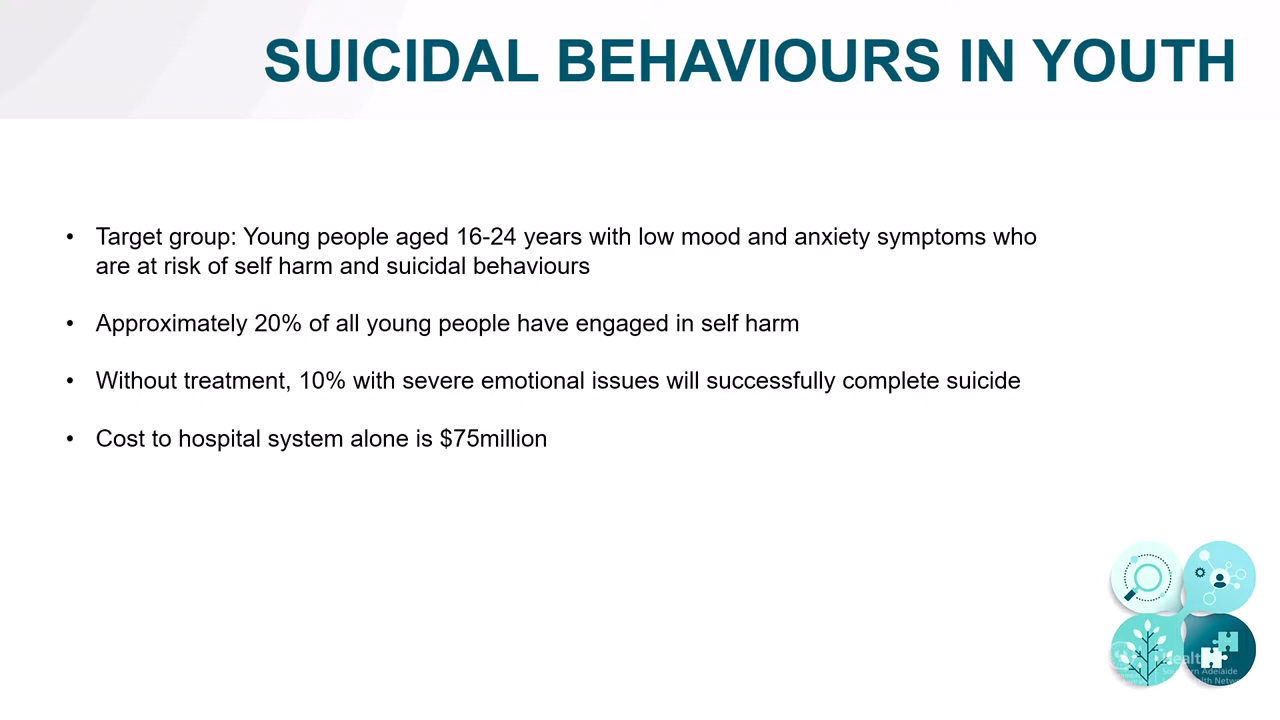 SUICIDAL BEHAVIOURS IN YOUTH
• Target group: Young people aged 16-24 years with low mood and anxiety symptoms who
are at risk of self harm and suicidal behaviours
• Approximately 20% of all young people have engaged in self harm
• Without treatment, 10% with severe emotional issues will successfully complete suicide
• Cost to hospital system alone is $75million
Health
Southern Adelaide